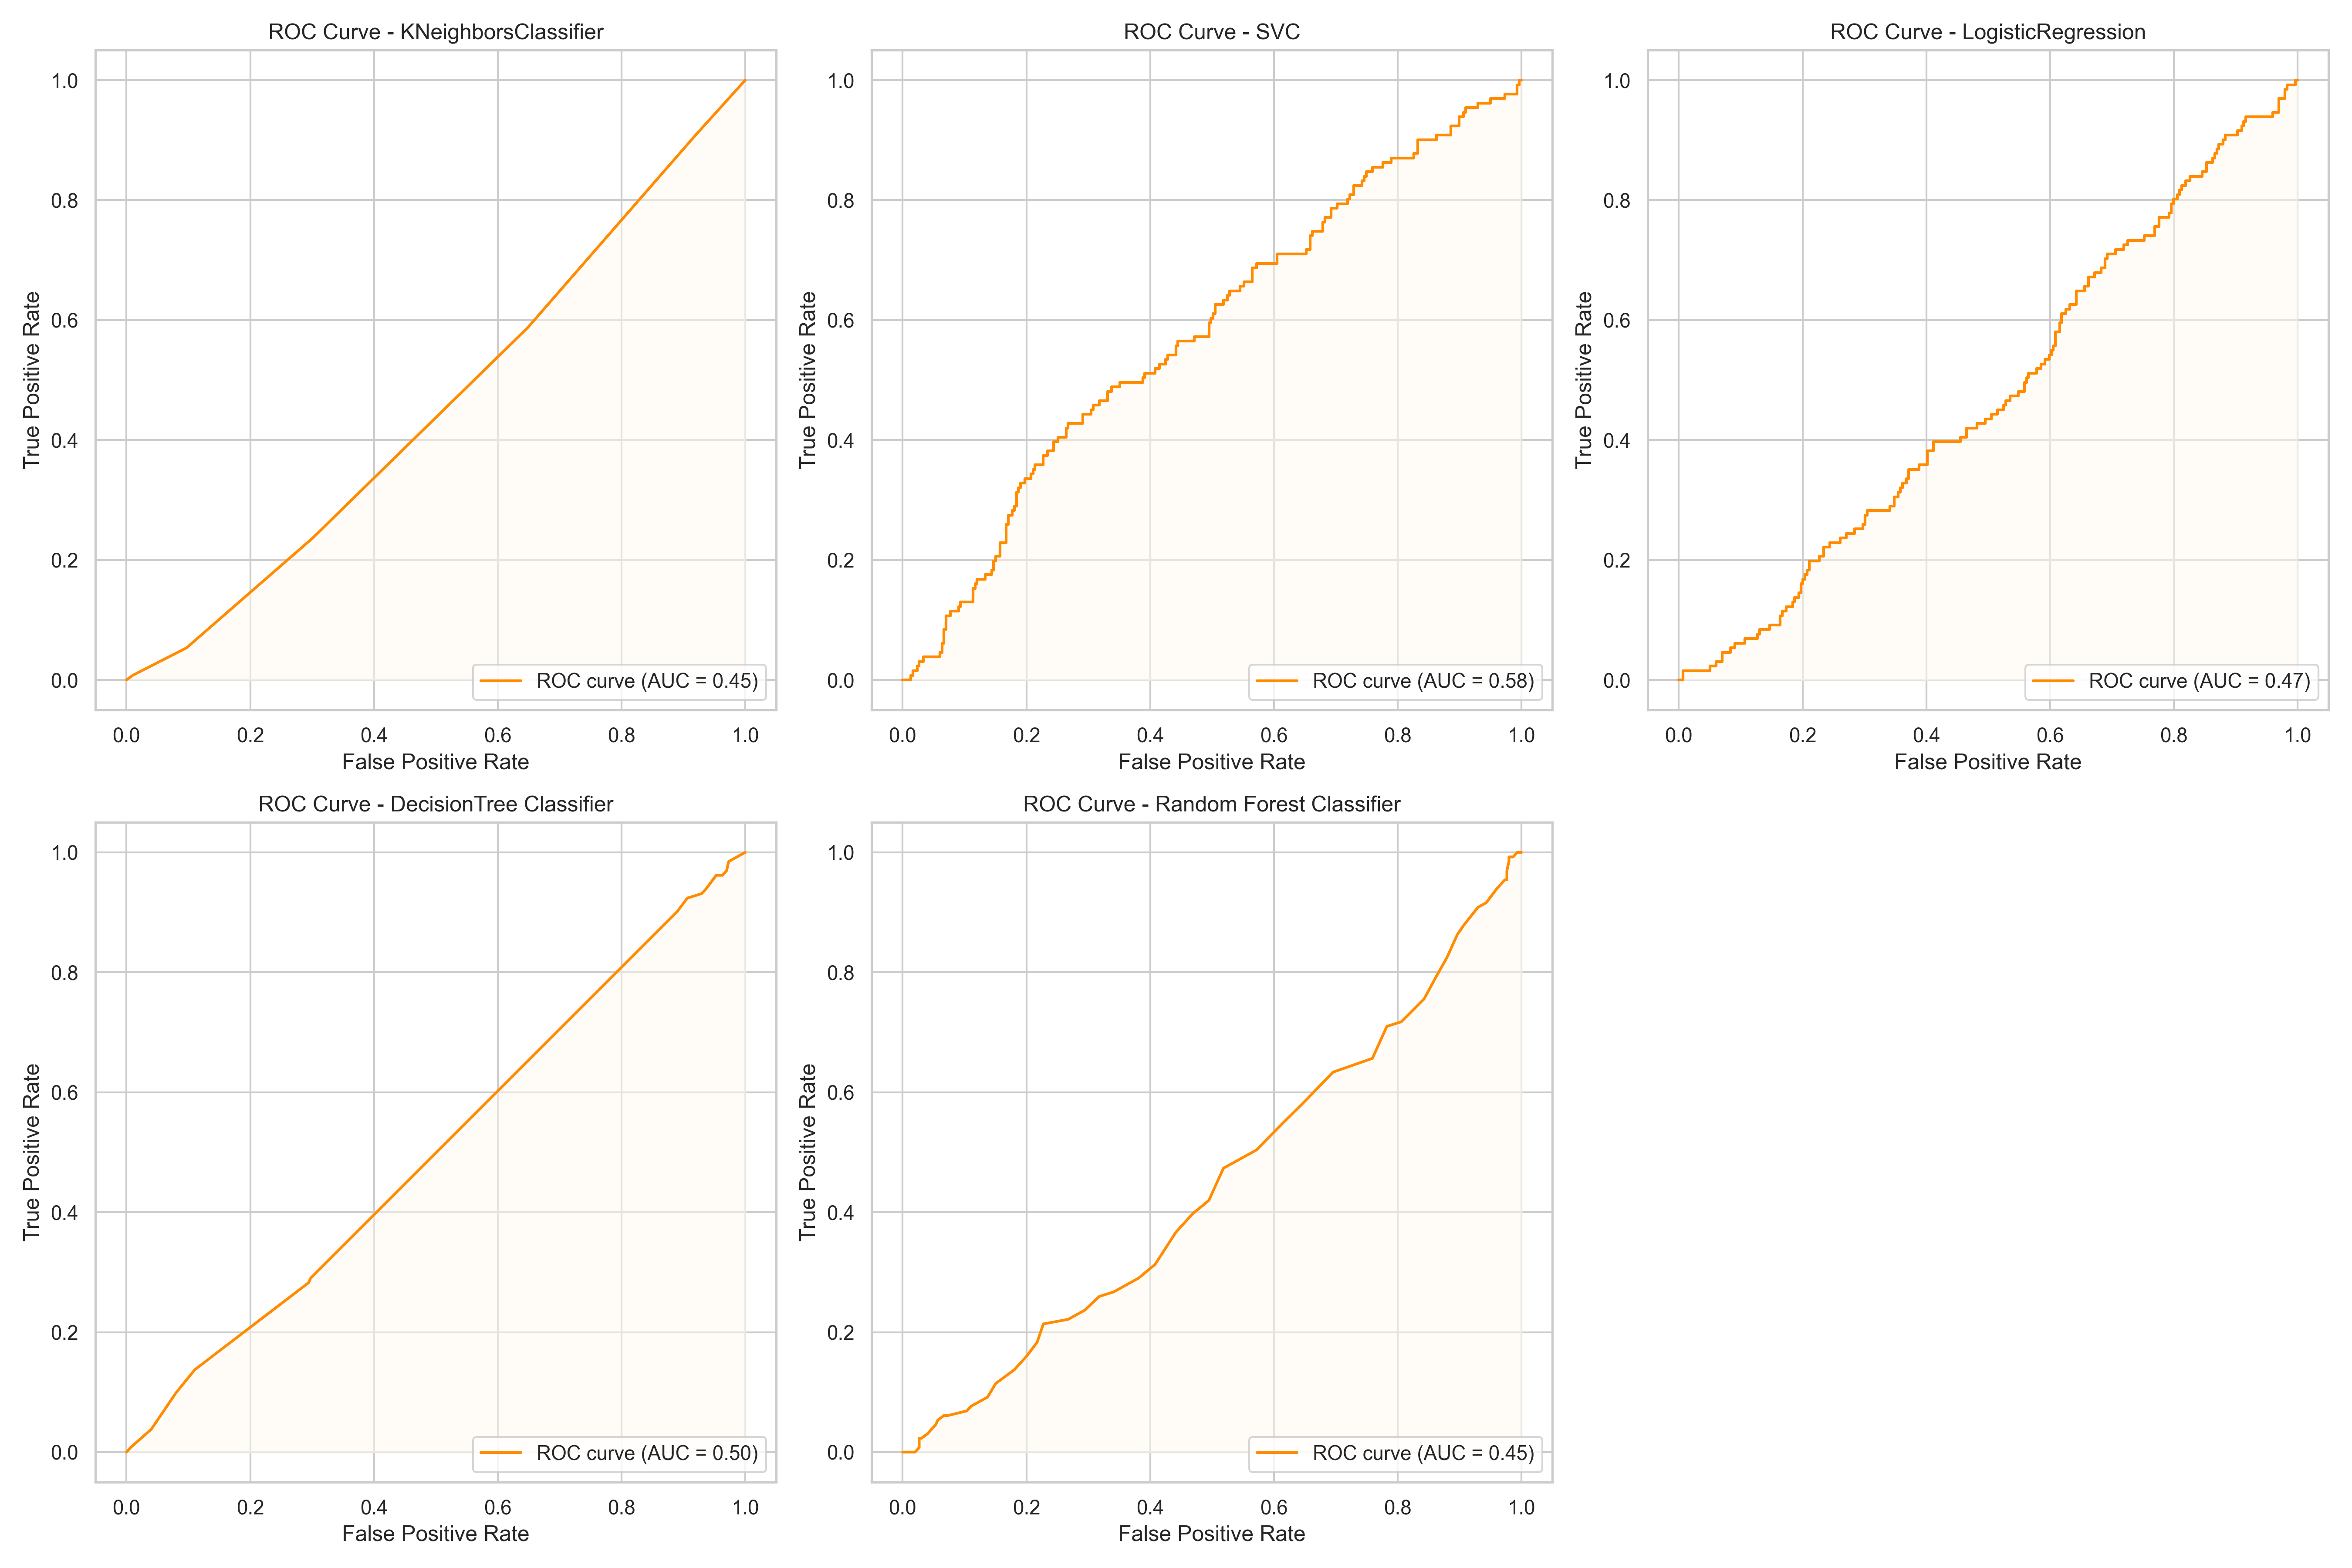 ROC Curve - KNeighborsClassifier
True Positive Rate
1.0
0.8
0.6
0.4
0.2
0.0
ROC curve (AUC = 0.45)
0.0 0.2 0.4 0.6 0.8 1.0
False Positive Rate
ROC Curve - SVC
True Positive Rate
1.0
0.8
0.6
0.4
0.2
0.0
ROC curve (AUC = 0.58)
0.0 0.2 0.4 0.6 0.8 1.0
False Positive Rate
ROC Curve - LogisticRegression
True Positive Rate
1.0
0.8
0.6
0.4
0.2
0.0
ROC curve (AUC = 0.47)
0.0 0.2 0.4 0.6 0.8 1.0
False Positive Rate
ROC Curve - DecisionTree Classifier
True Positive Rate
1.0
0.8
0.6
0.4
0.2
0.0
ROC curve (AUC = 0.50)
0.0 0.2 0.4 0.6 0.8 1.0
False Positive Rate
ROC Curve - Random Forest Classifier
True Positive Rate
1.0
0.8
0.6
0.4
0.2
0.0
ROC curve (AUC = 0.45)
0.0 0.2 0.4 0.6 0.8 1.0
False Positive Rate